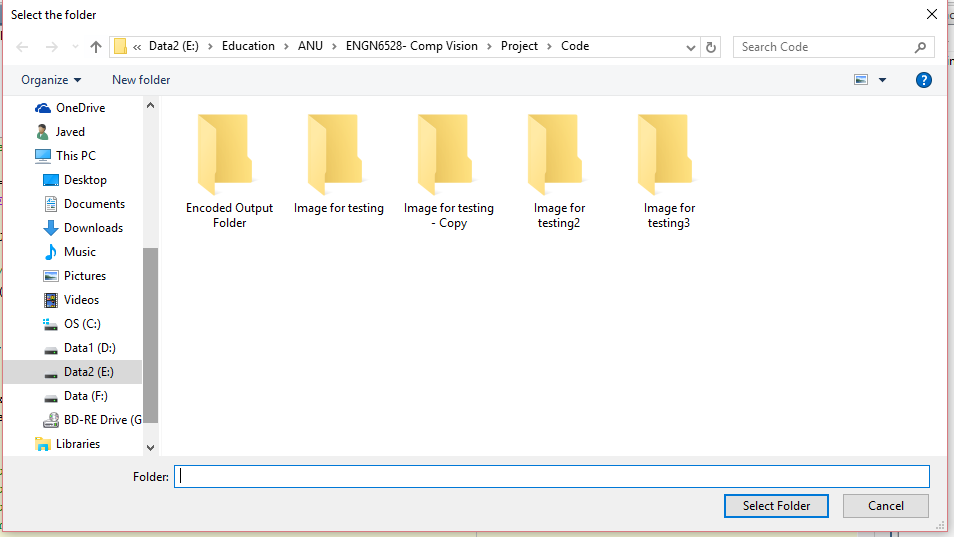 Select the folder
« Data2 (E:) > Education > ANU > ENGN6528- Comp Vision > Project > Code
Search Code
Organize
New folder
OneDrive
Javed
This PC
Desktop
Documents
Downloads
Music
Pictures
Videos
OS (C:)
Data1 (D:)
Data2 (E:)
Data (F:)
BD-RE Drive (G
Libraries
Encoded Output
Folder
Image for testing
Image for testing
- Copy
Image for
testing2
Image for
testing3
Folder:
Select Folder
Cancel